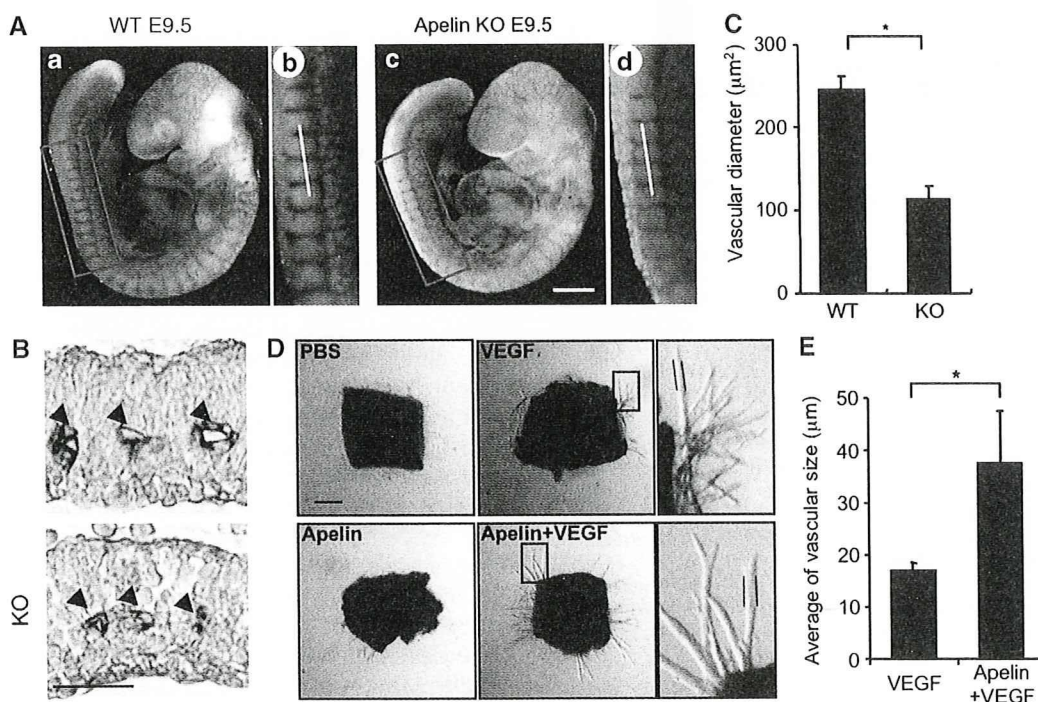 A
WT E9.5
Apelin KO E9.5
a
b
c
d
C
Vascular diameter (μm²)
300
200
100
0
*
WT
KO
B
KO
D
PBS
VEGF
Apelin
Apelin+VEGF
E
Average of vascular size (μm)
50
40
30
20
10
0
*
VEGF
Apelin
+VEGF